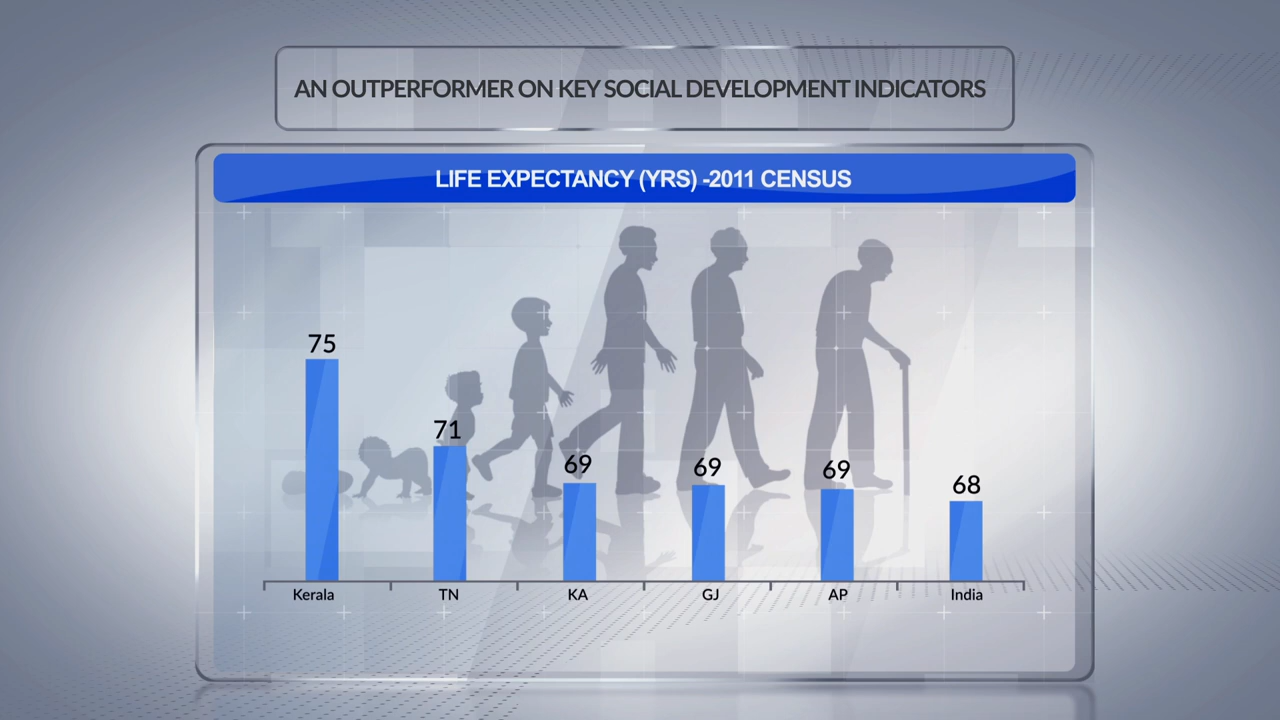 AN OUTPERFORMER ON KEY SOCIAL DEVELOPMENT INDICATORS
LIFE EXPECTANCY (YRS) -2011 CENSUS
75
71
69
69
69
68
Kerala
TN
KA
GJ
AP
India